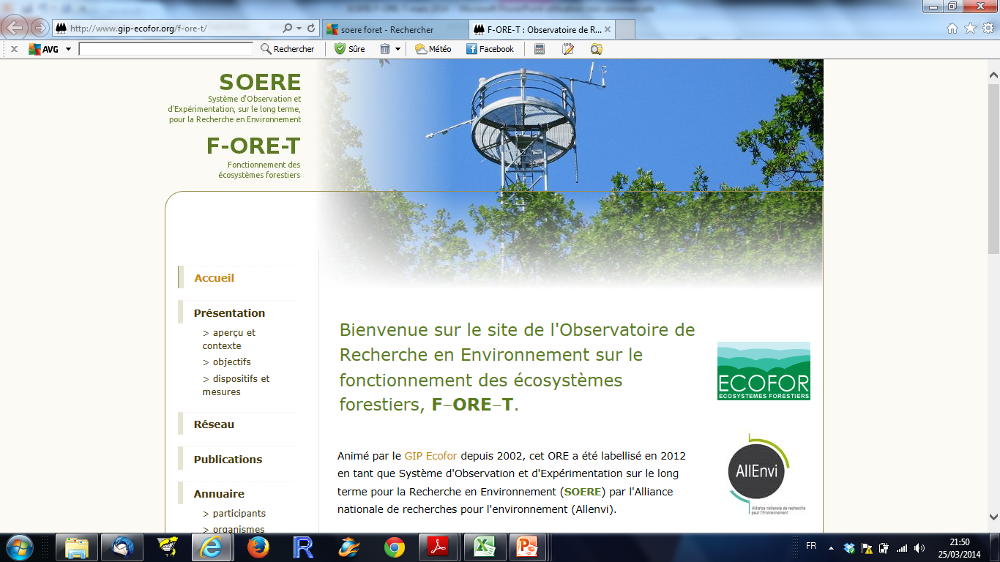 http://www.gip-ecofor.org/f-ore-t/
soere foret - Rechercher
F-ORE-T : Observatoire de R...
AVG
Rechercher
Sûre
Météo
Facebook
SOERE
Système d'Observation et
d'Expérimentation, sur le long terme,
pour la Recherche en Environnement
F-ORE-T
Fonctionnement des
écosystèmes forestiers
Accueil
Présentation
> aperçu et
contexte
> objectifs
> dispositifs et
mesures
Réseau
Publications
Annuaire
> participants
> organismes
Bienvenue sur le site de l'Observatoire de
Recherche en Environnement sur le
fonctionnement des écosystèmes
forestiers, F–ORE–T.
Animé par le GIP Ecofor depuis 2002, cet ORE a été labellisé en 2012
en tant que Système d'Observation et d'Expérimentation sur le long
terme pour la Recherche en Environnement (SOERE) par l'Alliance
nationale de recherches pour l'environnement (Allenvi).
ECOFOR
ECOSYSTEMES FORESTIERS
AllEnvi
Alliance nationale de recherche
pour l'Environnement
FR
21:50
25/03/2014